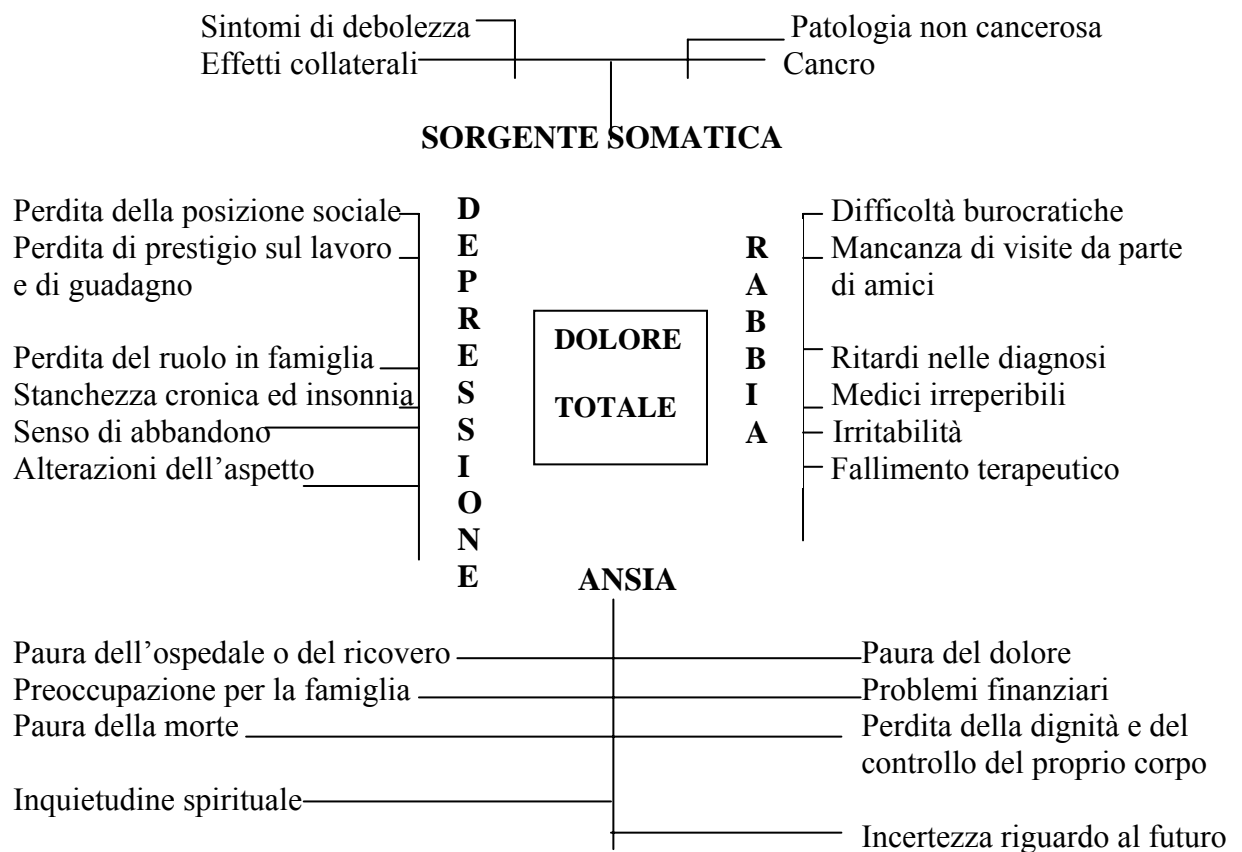 Sintomi di debolezza
Patologia non cancerosa
Effetti collaterali
Cancro
SORGENTE SOMATICA
Perdita della posizione sociale
Perdita di prestigio sul lavoro
e di guadagno
Perdita del ruolo in famiglia
Stanchezza cronica ed insonnia
Senso di abbandono
Alterazioni dell’aspetto
DEPRESSIONE
DOLORE
TOTALE
RABBIA
Difficoltà burocratiche
Mancanza di visite da parte
di amici
Ritardi nelle diagnosi
Medici irreperibili
Irritabilità
Fallimento terapeutico
ANSIA
Paura dell’ospedale o del ricovero
Preoccupazione per la famiglia
Paura della morte
Inquietudine spirituale
Paura del dolore
Problemi finanziari
Perdita della dignità e del
controllo del proprio corpo
Incertezza riguardo al futuro